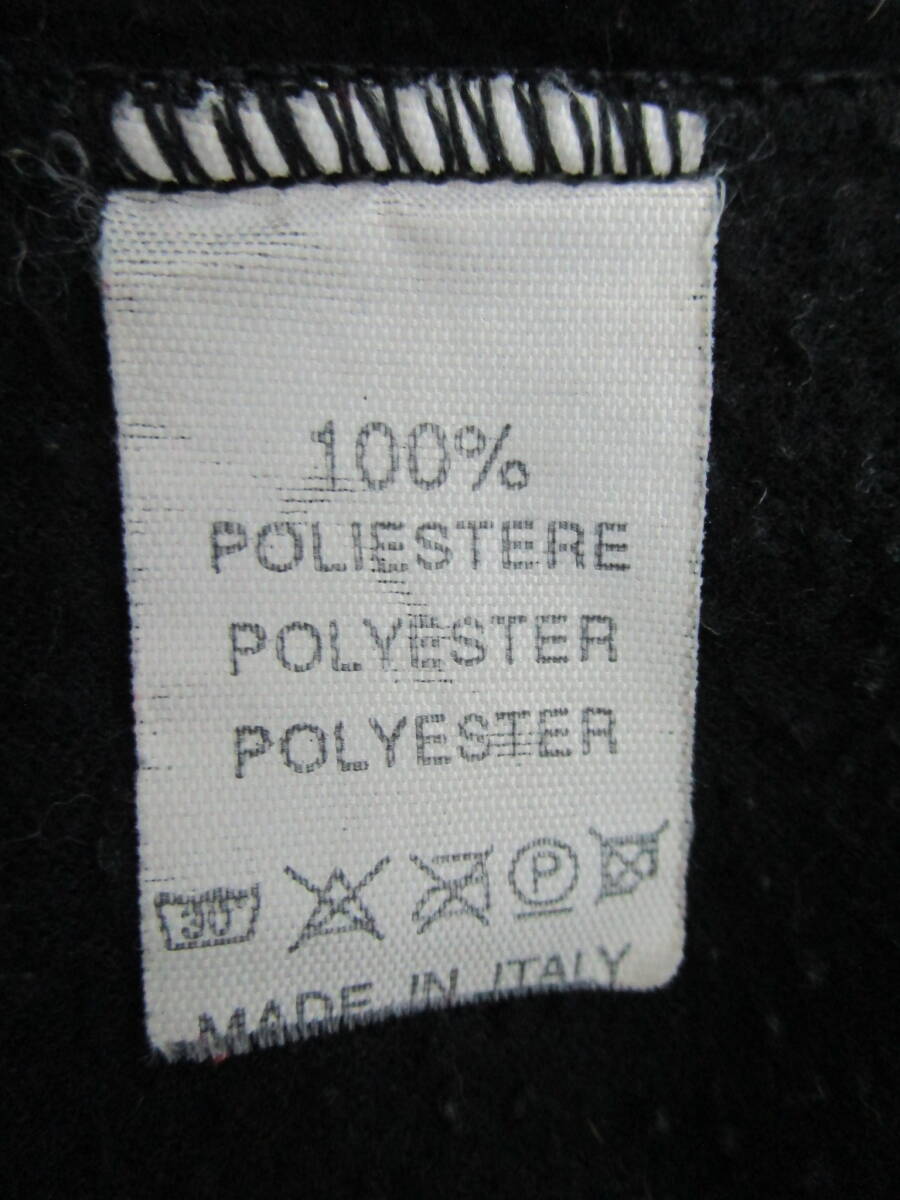 100%
POLIESTERE
POLYESTER
POLYESTER
30° P
MADE IN ITALY